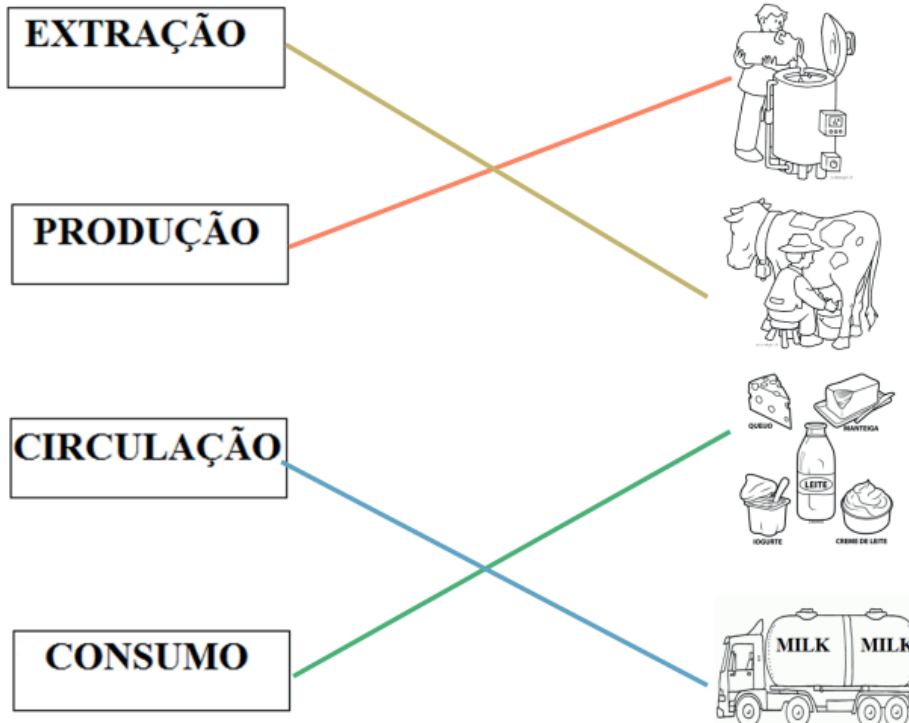 EXTRAÇÃO
PRODUÇÃO
CIRCULAÇÃO
CONSUMO
QUEIJO
MANTEIGA
LEITE
IOGURTE
CREME DE LEITE
MILK MILK